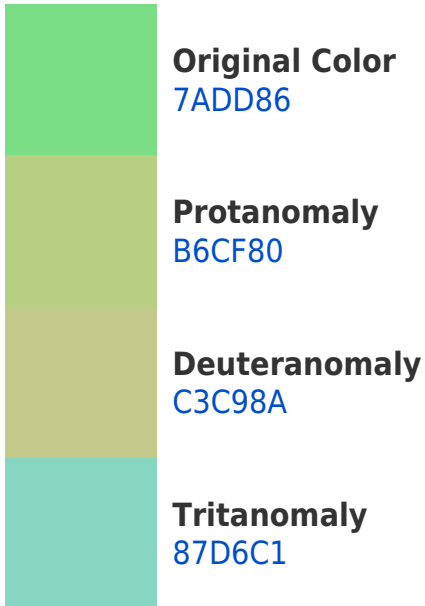 Original Color
7ADD86
Protanomaly
B6CF80
Deuteranomaly
C3C98A
Tritanomaly
87D6C1